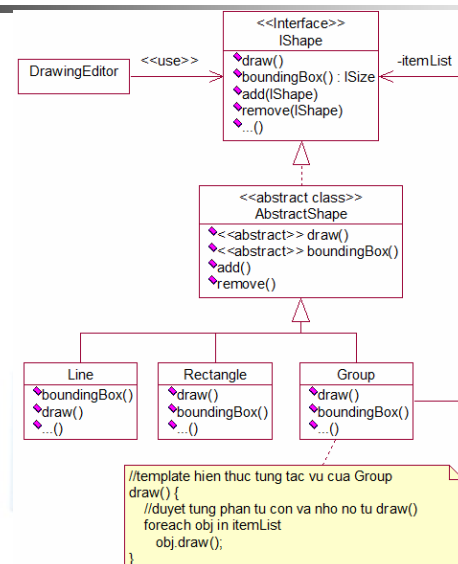 <<Interface>>
IShape
draw()
boundingBox() : ISize
add(IShape)
remove(IShape)
...()
DrawingEditor
<<use>>
-itemList
<<abstract class>>
AbstractShape
<<abstract>> draw()
<<abstract>> boundingBox()
add()
remove()
Line
boundingBox()
draw()
...()
Rectangle
draw()
boundingBox()
...()
Group
draw()
boundingBox()
...()
//template hien thuc tung tac vu cua Group
draw() {
//duyet tung phan tu con va nho no tu draw()
foreach obj in itemList
obj.draw();
}